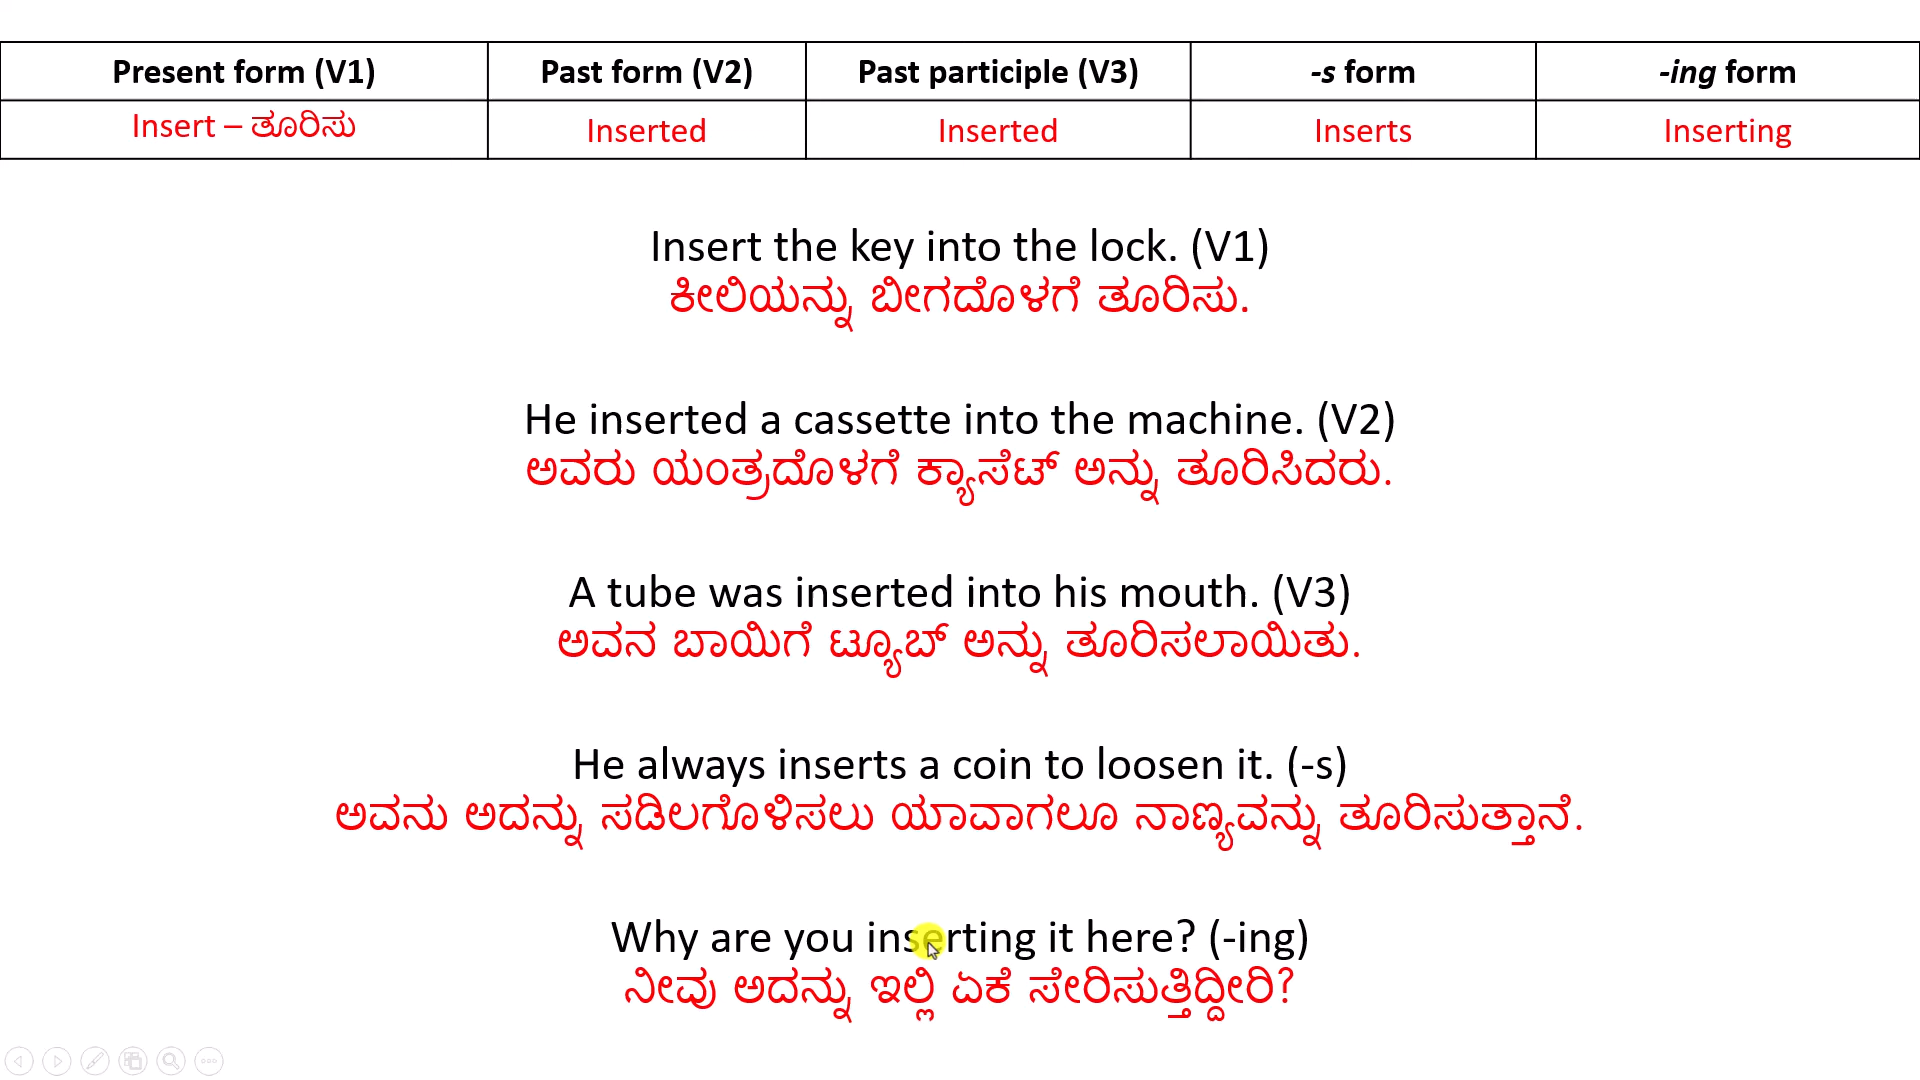 Present form (V1) Past form (V2) Past participle (V3) -s form -ing form
Insert – ತೂರಿಸು Inserted Inserted Inserts Inserting
Insert the key into the lock. (V1)
ಕೀಲಿಯನ್ನು ಬೀಗದೊಳಗೆ ತೂರಿಸು.
He inserted a cassette into the machine. (V2)
ಅವರು ಯಂತ್ರದೊಳಗೆ ಕ್ಯಾಸೆಟ್ ಅನ್ನು ತೂರಿಸಿದರು.
A tube was inserted into his mouth. (V3)
ಅವನ ಬಾಯಿಗೆ ಟ್ಯೂಬ್ ಅನ್ನು ತೂರಿಸಲಾಯಿತು.
He always inserts a coin to loosen it. (-s)
ಅವನು ಅದನ್ನು ಸಡಿಲಗೊಳಿಸಲು ಯಾವಾಗಲೂ ನಾಣ್ಯವನ್ನು ತೂರಿಸುತ್ತಾನೆ.
Why are you inserting it here? (-ing)
ನೀವು ಅದನ್ನು ಇಲ್ಲಿ ಏಕೆ ಸೇರಿಸುತ್ತಿದ್ದೀರಿ?